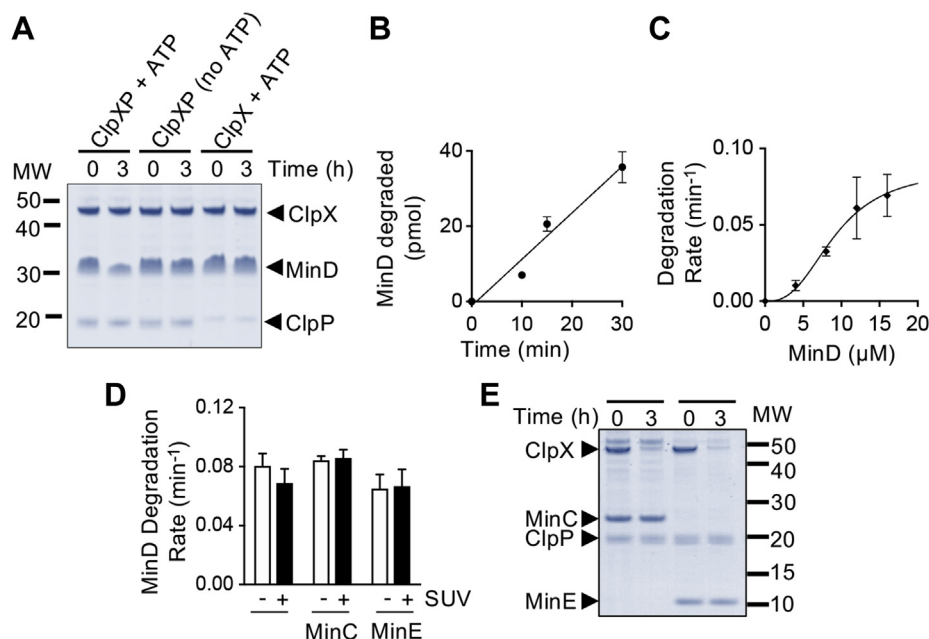 A
ClpXP + ATP
ClpXP (no ATP)
ClpX + ATP
MW
0 3 0 3 0 3 Time (h)
50
40
30
20
ClpX
MinD
ClpP
B
MinD degraded
(pmol)
40
20
0
0 10 20 30
Time (min)
C
Degradation
Rate (min-1)
0.10
0.05
0.00
0 5 10 15 20
MinD (µM)
D
MinD Degradation
Rate (min-1)
0.12
0.08
0.04
0.00
- + - + - + SUV
MinC MinE
E
Time (h) 0 3 0 3 MW
ClpX
MinC
ClpP
MinE
50
40
30
20
15
10